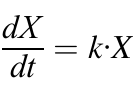 dX/dt = k·X